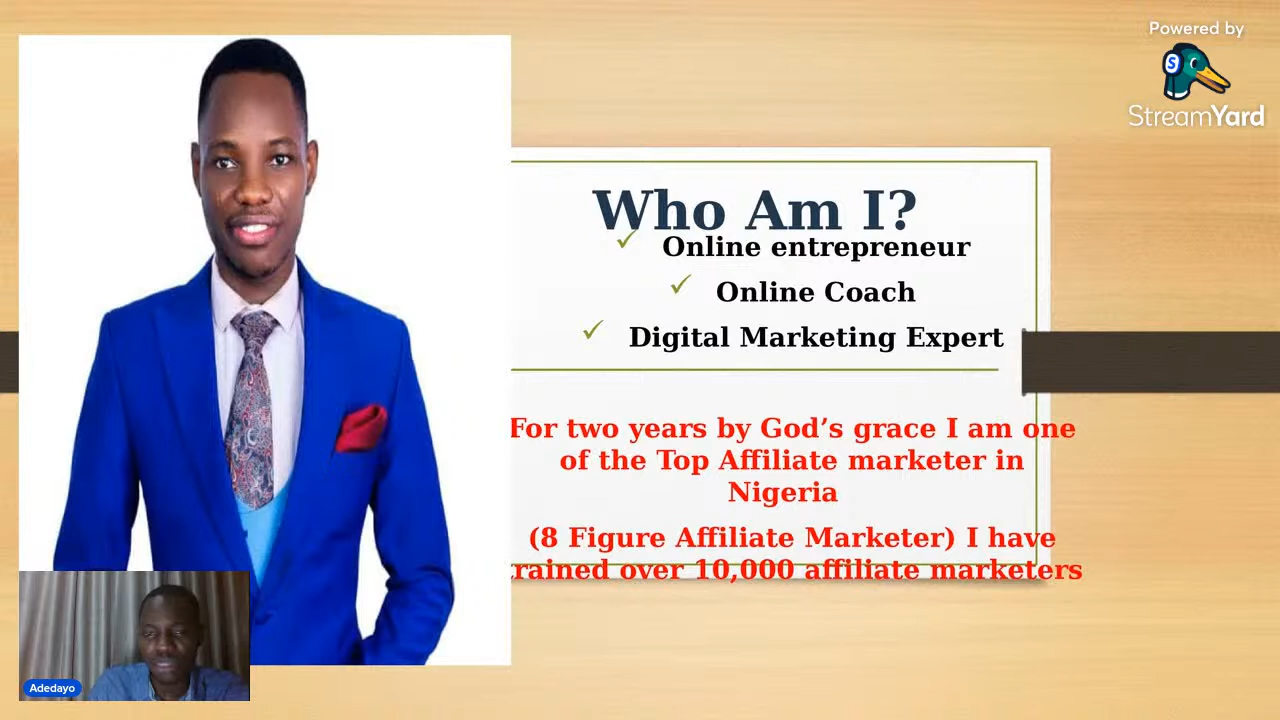 Powered by
S
StreamYard
Who Am I?
✓ Online entrepreneur
✓ Online Coach
✓ Digital Marketing Expert
For two years by God’s grace I am one
of the Top Affiliate marketer in
Nigeria
(8 Figure Affiliate Marketer) I have
rained over 10,000 affiliate marketers
Adedayo